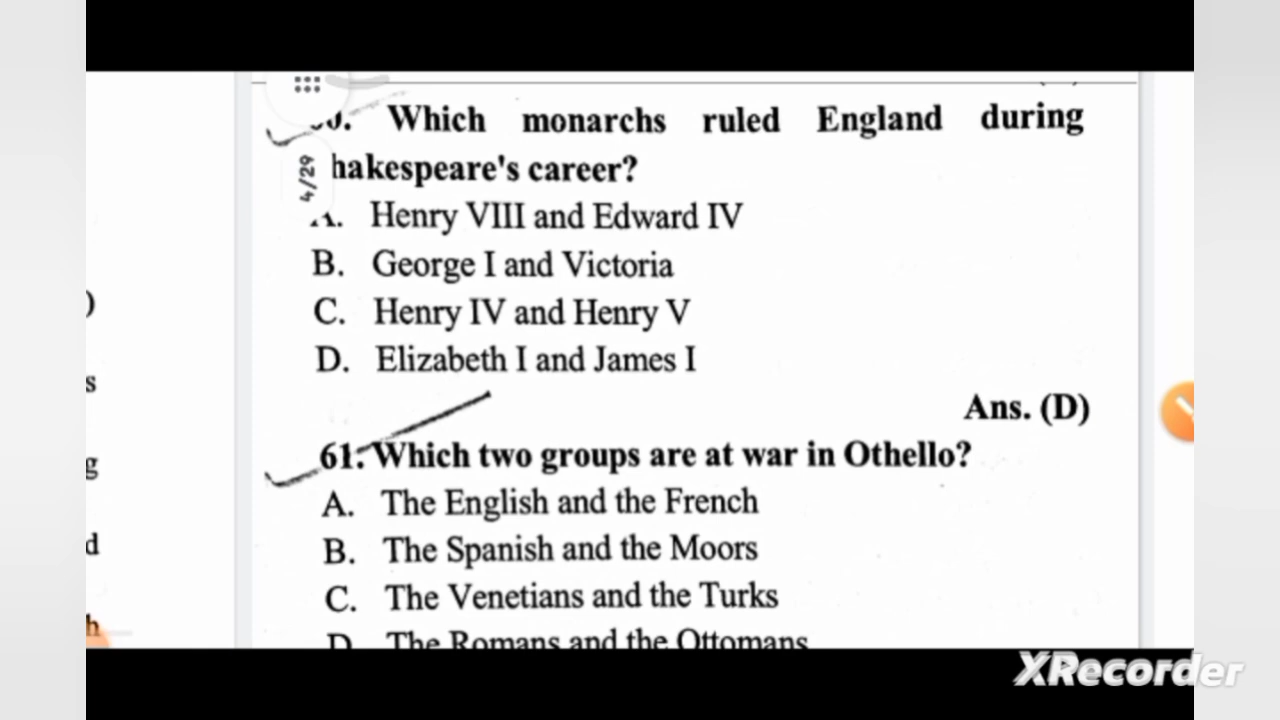 Which monarchs ruled England during
hakespeare's career?
Henry VIII and Edward IV
B. George I and Victoria
C. Henry IV and Henry V
D. Elizabeth I and James I
Ans. (D)
61. Which two groups are at war in Othello?
A. The English and the French
B. The Spanish and the Moors
C. The Venetians and the Turks
D. The Romans and the Ottomans
4/29
)
s
g
d
h
XRecorder